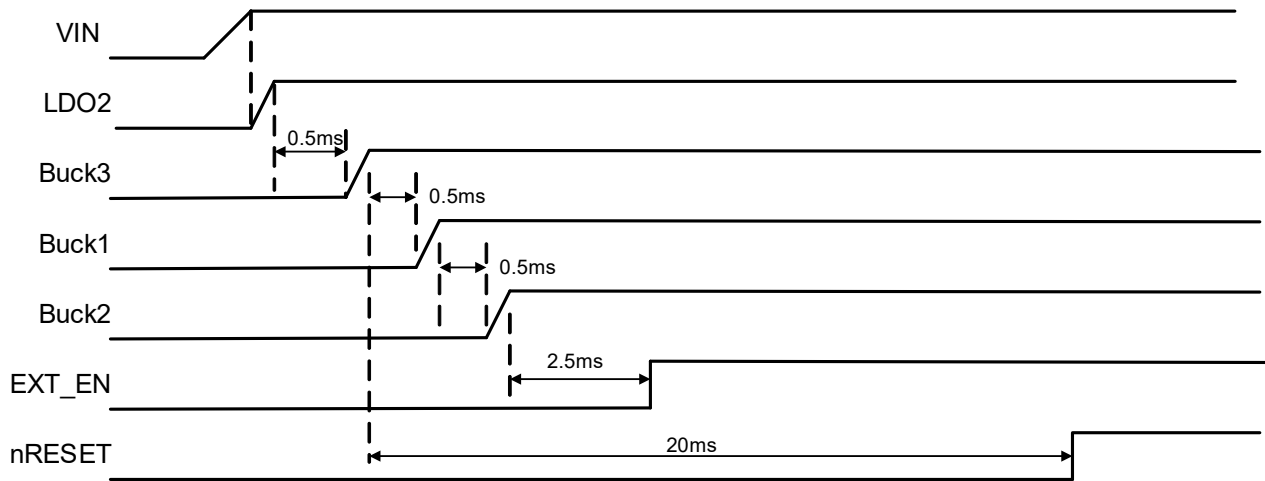 VIN
LDO2
0.5ms
Buck3
0.5ms
Buck1
0.5ms
Buck2
2.5ms
EXT_EN
20ms
nRESET